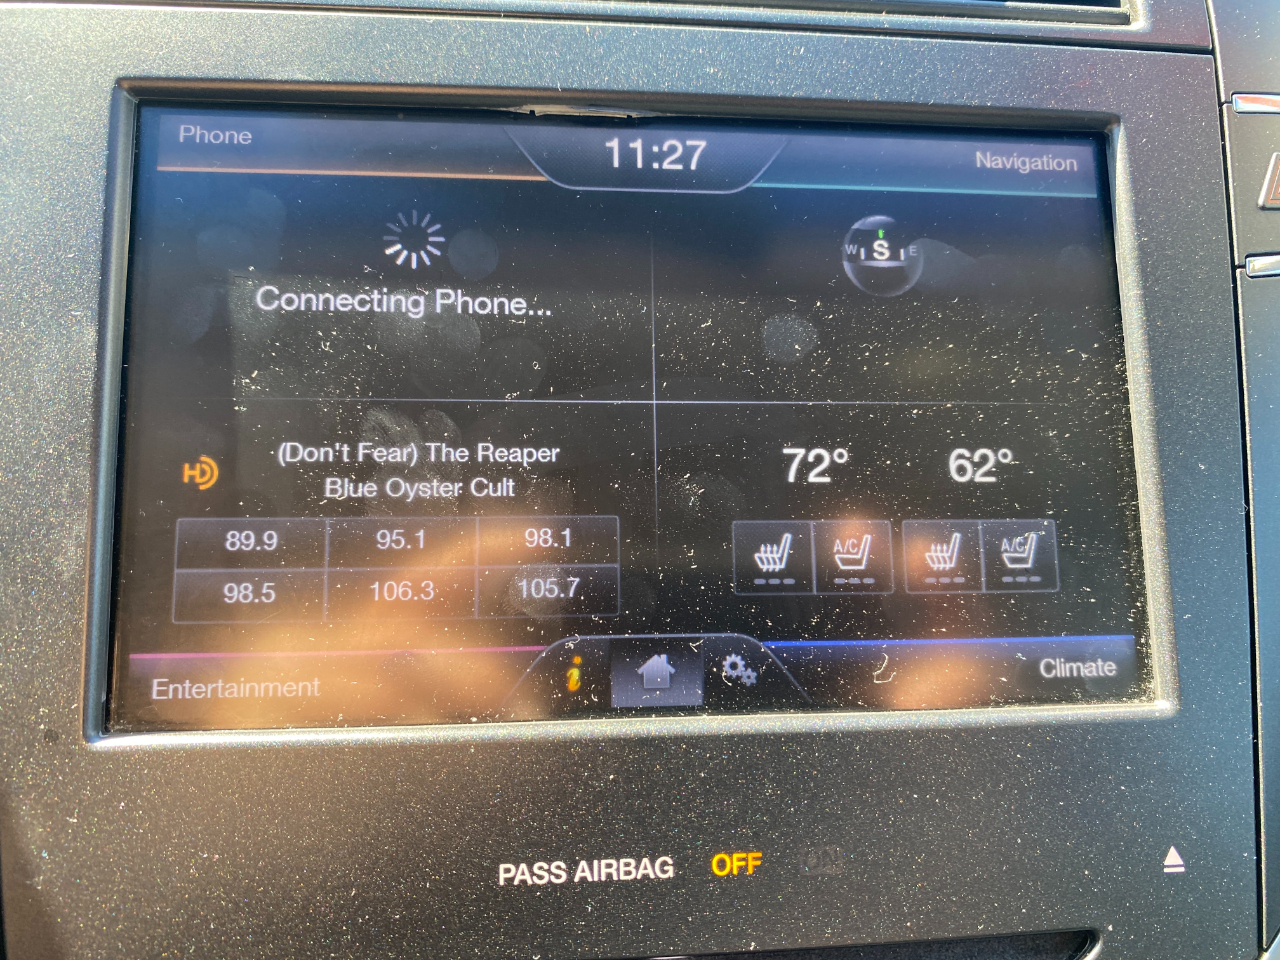 Phone
11:27
Navigation
Connecting Phone...
W S E
HD
(Don't Fear) The Reaper
Blue Oyster Cult
89.9 95.1 98.1
98.5 106.3 105.7
72° 62°
A/C A/C
Entertainment
i
Climate
PASS AIRBAG OFF ON